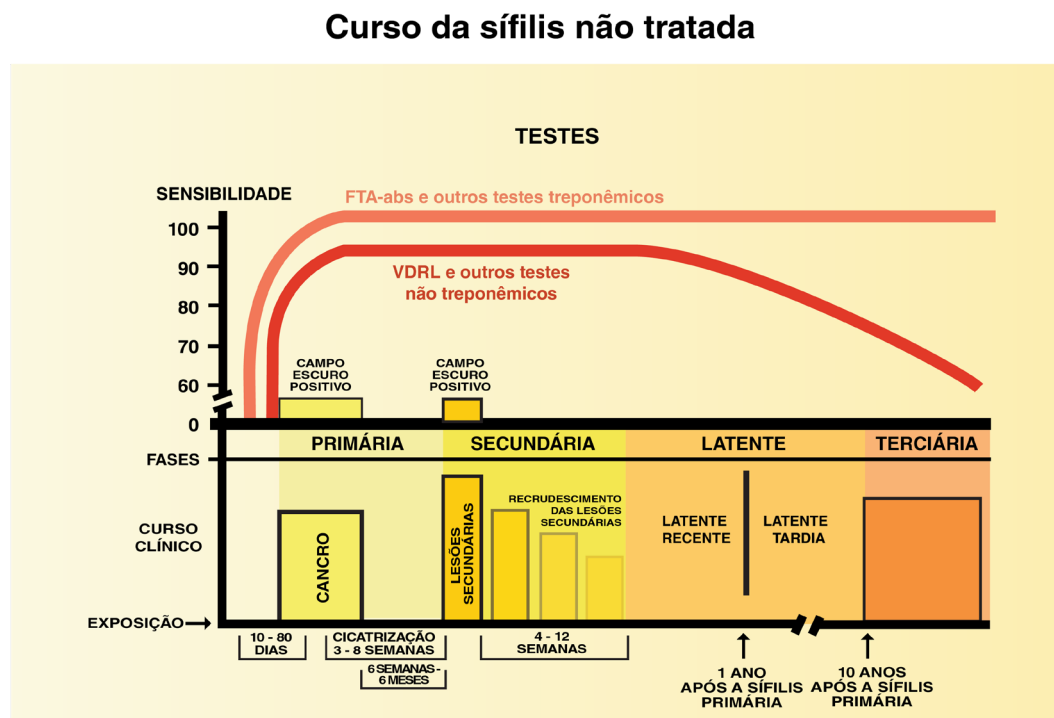 Curso da sífilis não tratada
TESTES
SENSIBILIDADE
FTA-abs e outros testes treponêmicos
100
90
80
70
60
0
VDRL e outros testes
não treponêmicos
CAMPO
ESCURO
POSITIVO
CAMPO
ESCURO
POSITIVO
FASES
PRIMÁRIA
SECUNDÁRIA
LATENTE
TERCIÁRIA
CURSO
CLÍNICO
CANCRO
LESÕES
SECUNDÁRIAS
RECRUDESCIMENTO
DAS LESÕES
SECUNDÁRIAS
LATENTE
RECENTE
LATENTE
TARDIA
EXPOSIÇÃO
10 - 80
DIAS
CICATRIZAÇÃO
3 - 8 SEMANAS
6 SEMANAS -
6 MESES
4 - 12
SEMANAS
1 ANO
APÓS A SÍFILIS
PRIMÁRIA
10 ANOS
APÓS A SÍFILIS
PRIMÁRIA